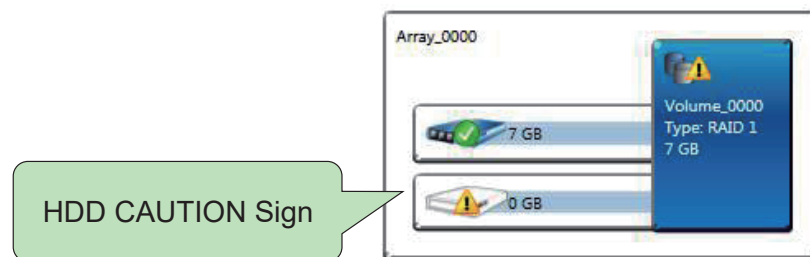 Array_0000
Volume_0000
Type: RAID 1
7 GB
7 GB
0 GB
HDD CAUTION Sign